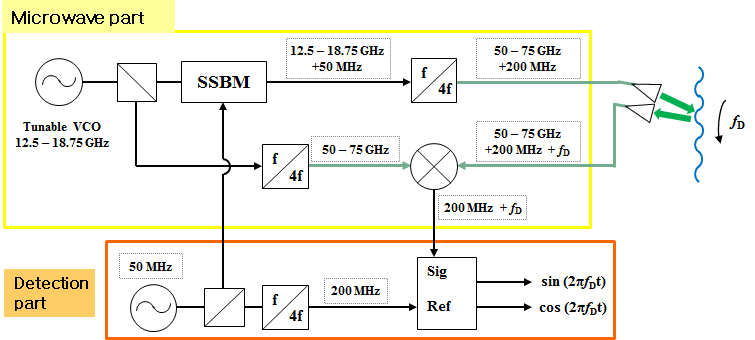 Microwave part
12.5 – 18.75 GHz
+50 MHz
50 – 75 GHz
+200 MHz
SSBM
f
4f
Tunable VCO
12.5 – 18.75 GHz
fD
f
4f
50 – 75 GHz
50 – 75 GHz
+200 MHz + fD
200 MHz + fD
Detection
part
50 MHz
f
4f
200 MHz
Sig
Ref
sin (2πfDt)
cos (2πfDt)